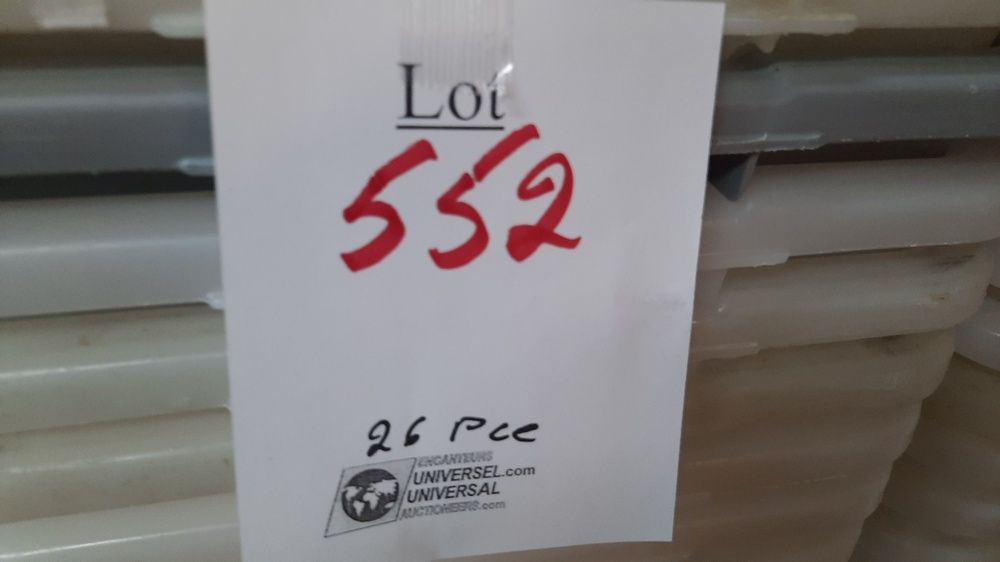 Lot
552
26 Pce
ENCANTEURS
UNIVERSEL.com
UNIVERSAL
AUCTIONEERS.com